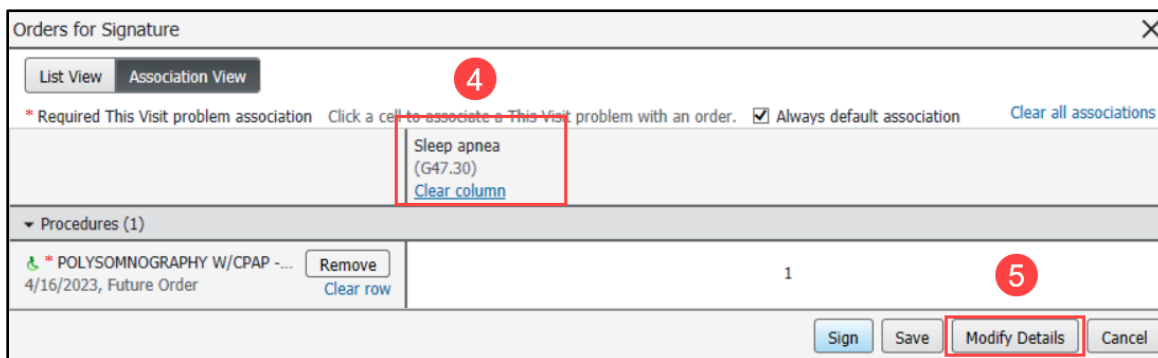 Orders for Signature
List View Association View 4
* Required This Visit problem association Click a cell to associate a This Visit problem with an order. Always default association Clear all associations
Sleep apnea
(G47.30)
Clear column
Procedures (1)
* POLYSOMNOGRAPHY W/CPAP -... Remove
4/16/2023, Future Order Clear row
1
5
Sign Save Modify Details Cancel